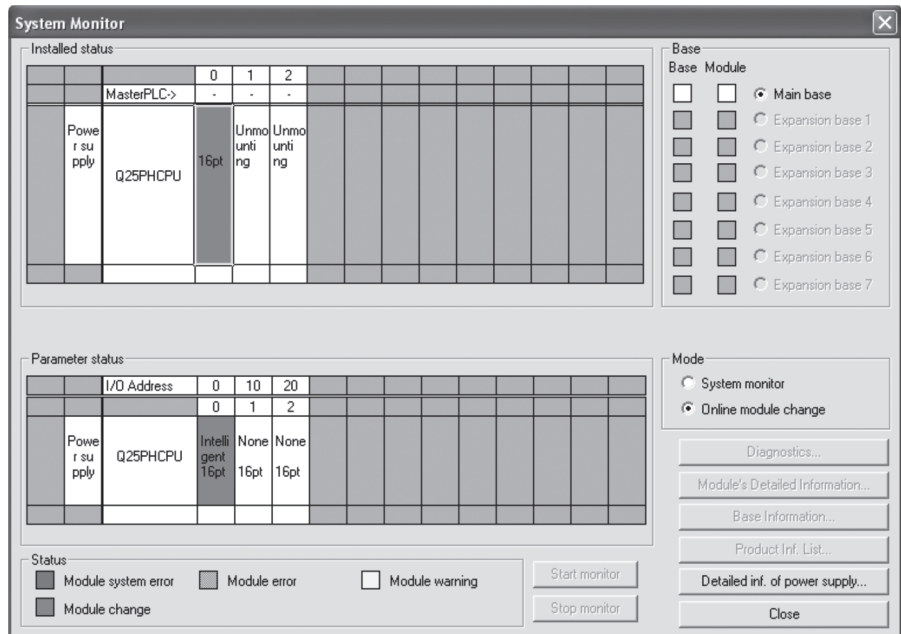 System Monitor
Installed status
0 1 2
MasterPLC-> - - -
Powe
r su
pply
Q25PHCPU
16pt
Unmo
unti
ng
Unmo
unti
ng
Base
Base Module
Main base
Expansion base 1
Expansion base 2
Expansion base 3
Expansion base 4
Expansion base 5
Expansion base 6
Expansion base 7
Parameter status
I/O Address 0 10 20
0 1 2
Powe
r su
pply
Q25PHCPU
Intelli
gent
16pt
None
16pt
None
16pt
Mode
System monitor
Online module change
Diagnostics...
Module's Detailed Information...
Base Information...
Product Inf. List...
Detailed inf. of power supply...
Close
Status
Module system error Module error Module warning
Module change
Start monitor
Stop monitor